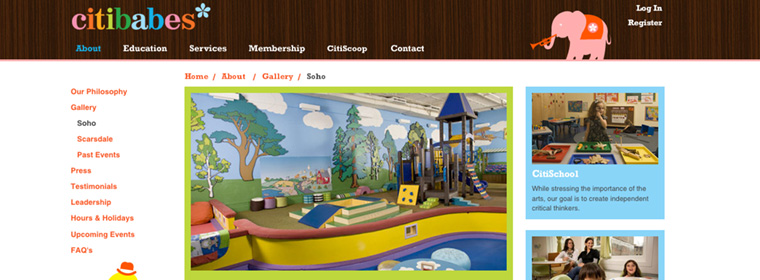 citibabes*
Log In
Register
About Education Services Membership CitiScoop Contact
Home / About / Gallery / Soho
Our Philosophy
Gallery
Soho
Scarsdale
Past Events
Press
Testimonials
Leadership
Hours & Holidays
Upcoming Events
FAQ's
CitiSchool
While stressing the importance of the
arts, our goal is to create independent
critical thinkers.